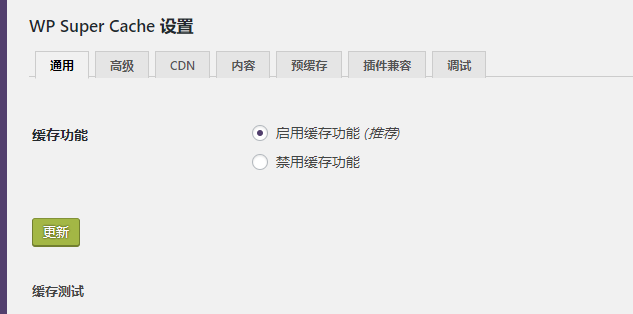 WP Super Cache 设置
通用 高级 CDN 内容 预缓存 插件兼容 调试
缓存功能 启用缓存功能 (推荐)
禁用缓存功能
更新
缓存测试